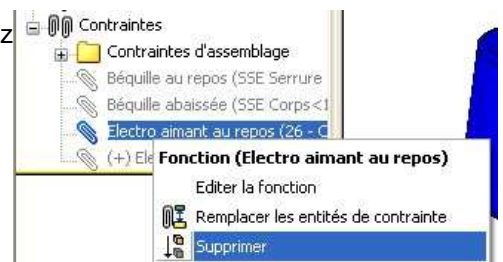 Contraintes
z
Contraintes d'assemblage
Béquille au repos (SSE Serrure
Béquille abaissée (SSE Corps<1
Electro aimant au repos (26 - C
(+) Ele
Fonction (Electro aimant au repos)
Editer la fonction
Remplacer les entités de contrainte
Supprimer